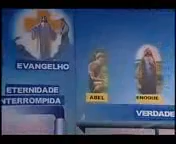 EVANGELHO
ETERNIDADE
INTERROMPIDA
ABEL
ENOQUE
VERDADE